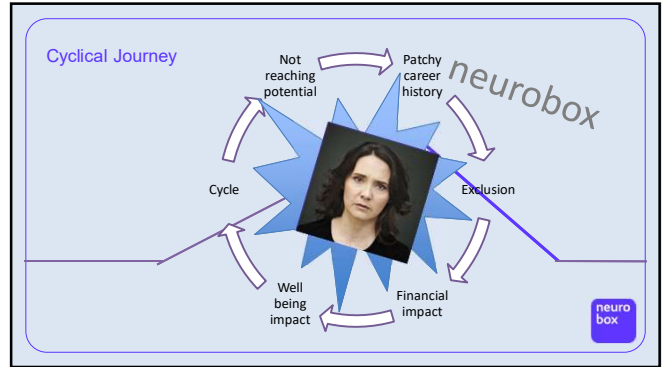 Cyclical Journey
Not
reaching
potential
Patchy
career
history
neurobox
Cycle
Exclusion
Well
being
impact
Financial
impact
neuro
box